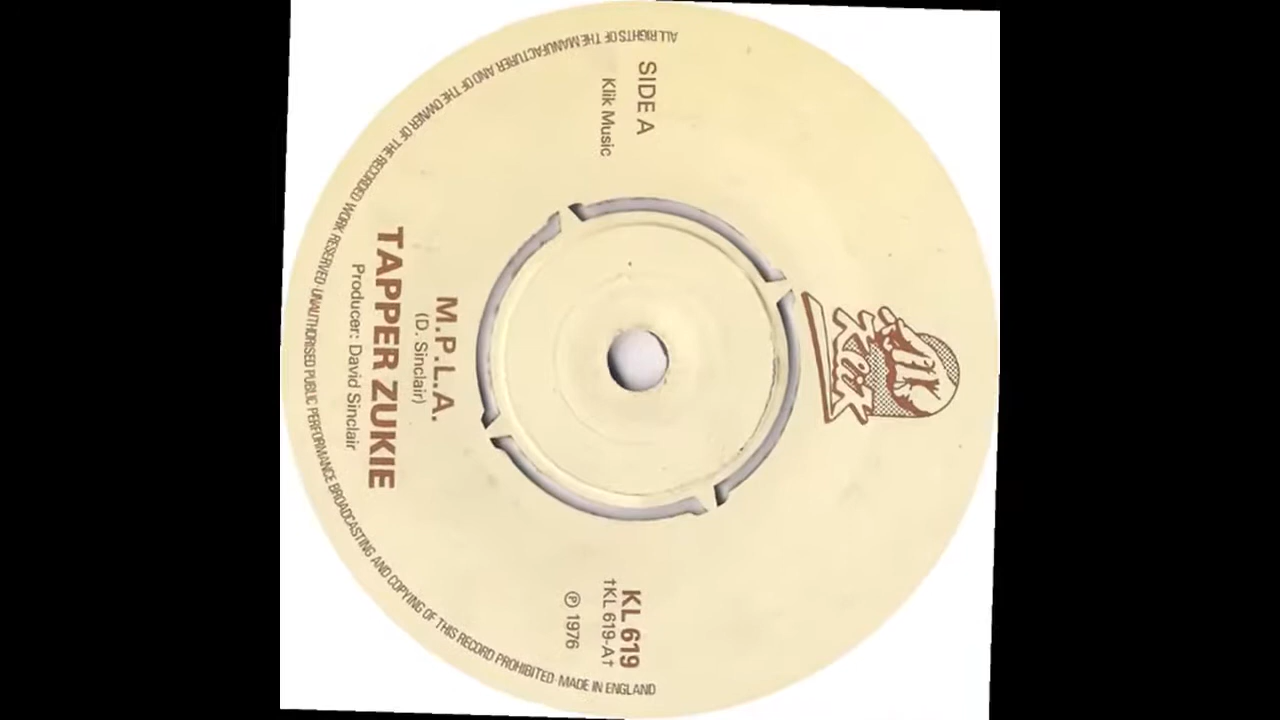 Klik
SIDE A
Klik Music
KL 619
†KL 619-A†
℗ 1976
M.P.L.A.
(D. Sinclair)
TAPPER ZUKIE
Producer: David Sinclair
ALL RIGHTS OF THE MANUFACTURER AND OF THE OWNER OF THE RECORDED WORK RESERVED · UNAUTHORISED PUBLIC PERFORMANCE BROADCASTING AND COPYING OF THIS RECORD PROHIBITED · MADE IN ENGLAND